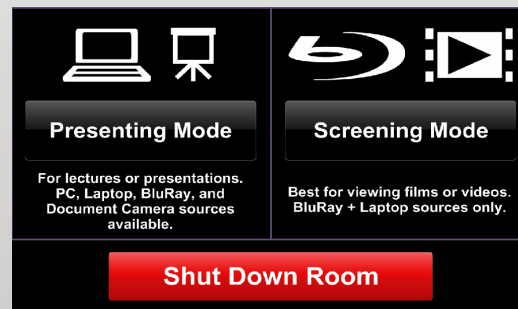 Presenting Mode
For lectures or presentations.
PC, Laptop, BluRay, and
Document Camera sources
available.
Screening Mode
Best for viewing films or videos.
BluRay + Laptop sources only.
Shut Down Room